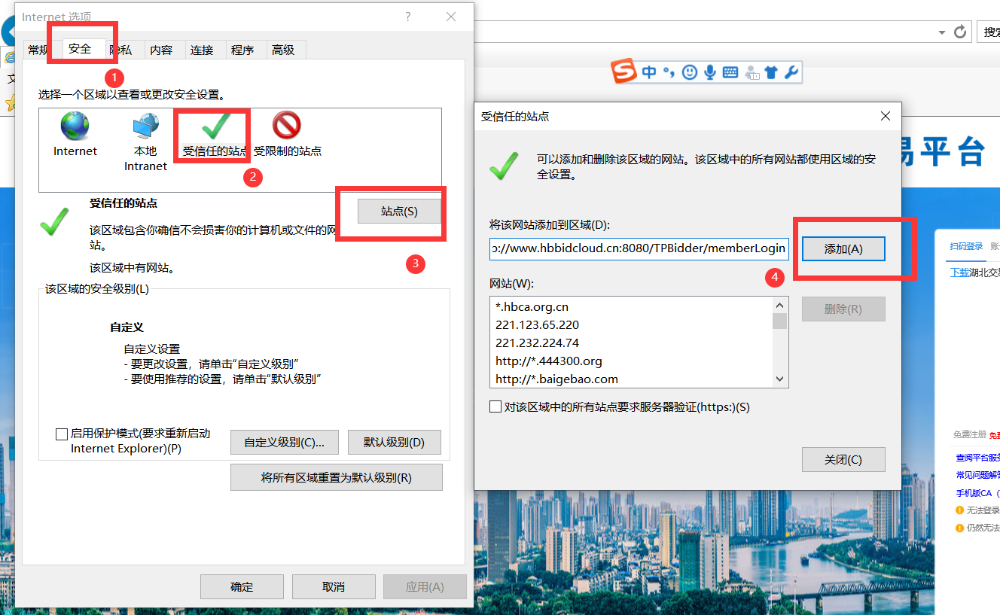 Internet 选项
?
搜索
常规
安全
隐私
内容
连接
程序
高级
1
选择一个区域以查看或更改安全设置。
Internet
本地
Intranet
受信任的站点
受限制的站点
2
受信任的站点
站点(S)
该区域包含你确信不会损害你的计算机或文件的网
站。
该区域中有网站。
3
该区域的安全级别(L)
自定义
自定义设置
- 要更改设置，请单击“自定义级别”
- 要使用推荐的设置，请单击“默认级别”
启用保护模式(要求重新启动
Internet Explorer)(P)
自定义级别(C)...
默认级别(D)
将所有区域重置为默认级别(R)
确定
取消
应用(A)
S中
受信任的站点
可以添加和删除该区域的网站。该区域中的所有网站都使用区域的安
全设置。
将该网站添加到区域(D):
://www.hbbidcloud.cn:8080/TPBidder/memberLogin
添加(A)
4
网站(W):
*.hbca.org.cn
221.123.65.220
221.232.224.74
http://*.444300.org
http://*.baigebao.com
删除(R)
对该区域中的所有站点要求服务器验证(https:)(S)
关闭(C)
易平台
扫码登录 账
下载湖北交易
免费注册 免费
查阅平台服务
常见问题解答
手机版CA（
无法登录
仍然无法